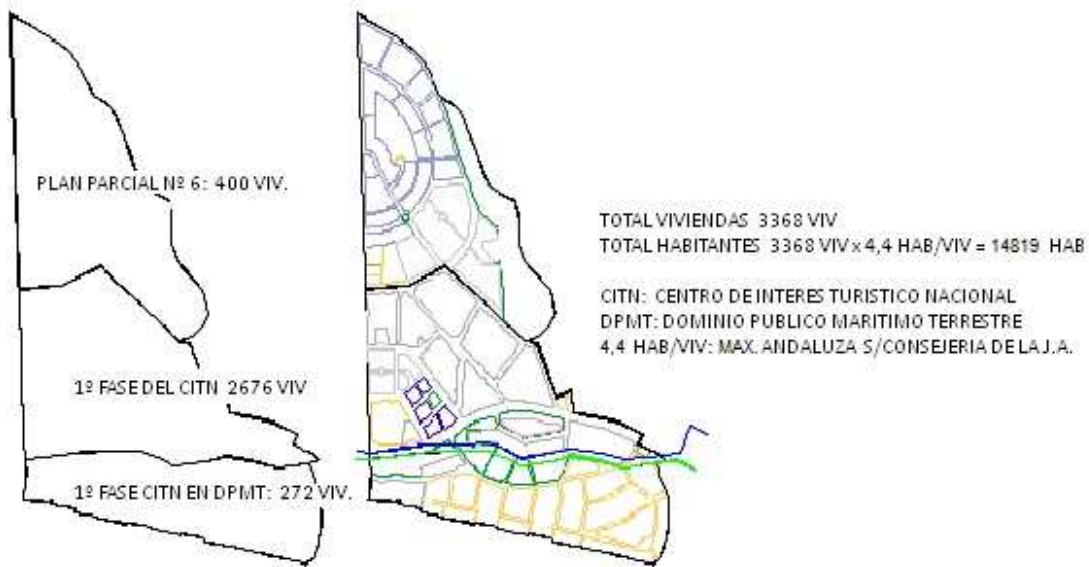 PLAN PARCIAL Nº 6: 400 VIV.
1ª FASE DEL CITN 2676 VIV
1ª FASE CITN EN DPMT: 272 VIV.
TOTAL VIVIENDAS 3368 VIV
TOTAL HABITANTES 3368 VIV x 4,4 HAB/VIV = 14819 HAB
CITN: CENTRO DE INTERES TURISTICO NACIONAL
DPMT: DOMINIO PUBLICO MARITIMO TERRESTRE
4,4 HAB/VIV: MAX. ANDALUZA S/CONSEJERIA DE LA J.A.